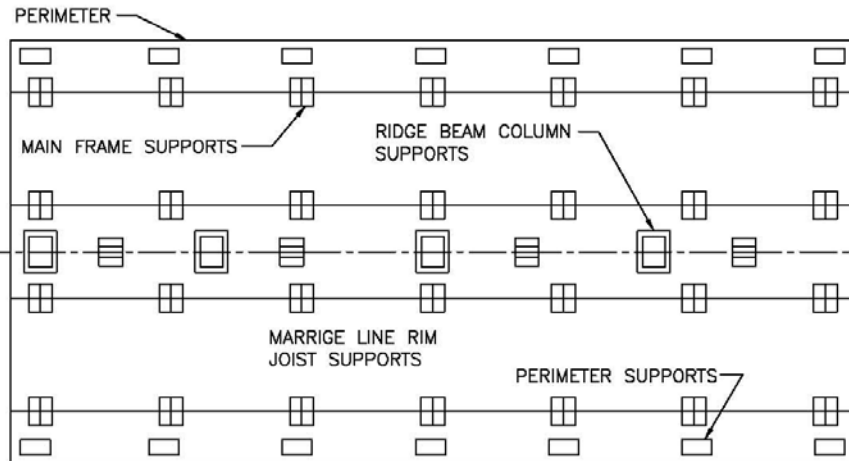 PERIMETER
MAIN FRAME SUPPORTS
RIDGE BEAM COLUMN
SUPPORTS
MARRIGE LINE RIM
JOIST SUPPORTS
PERIMETER SUPPORTS